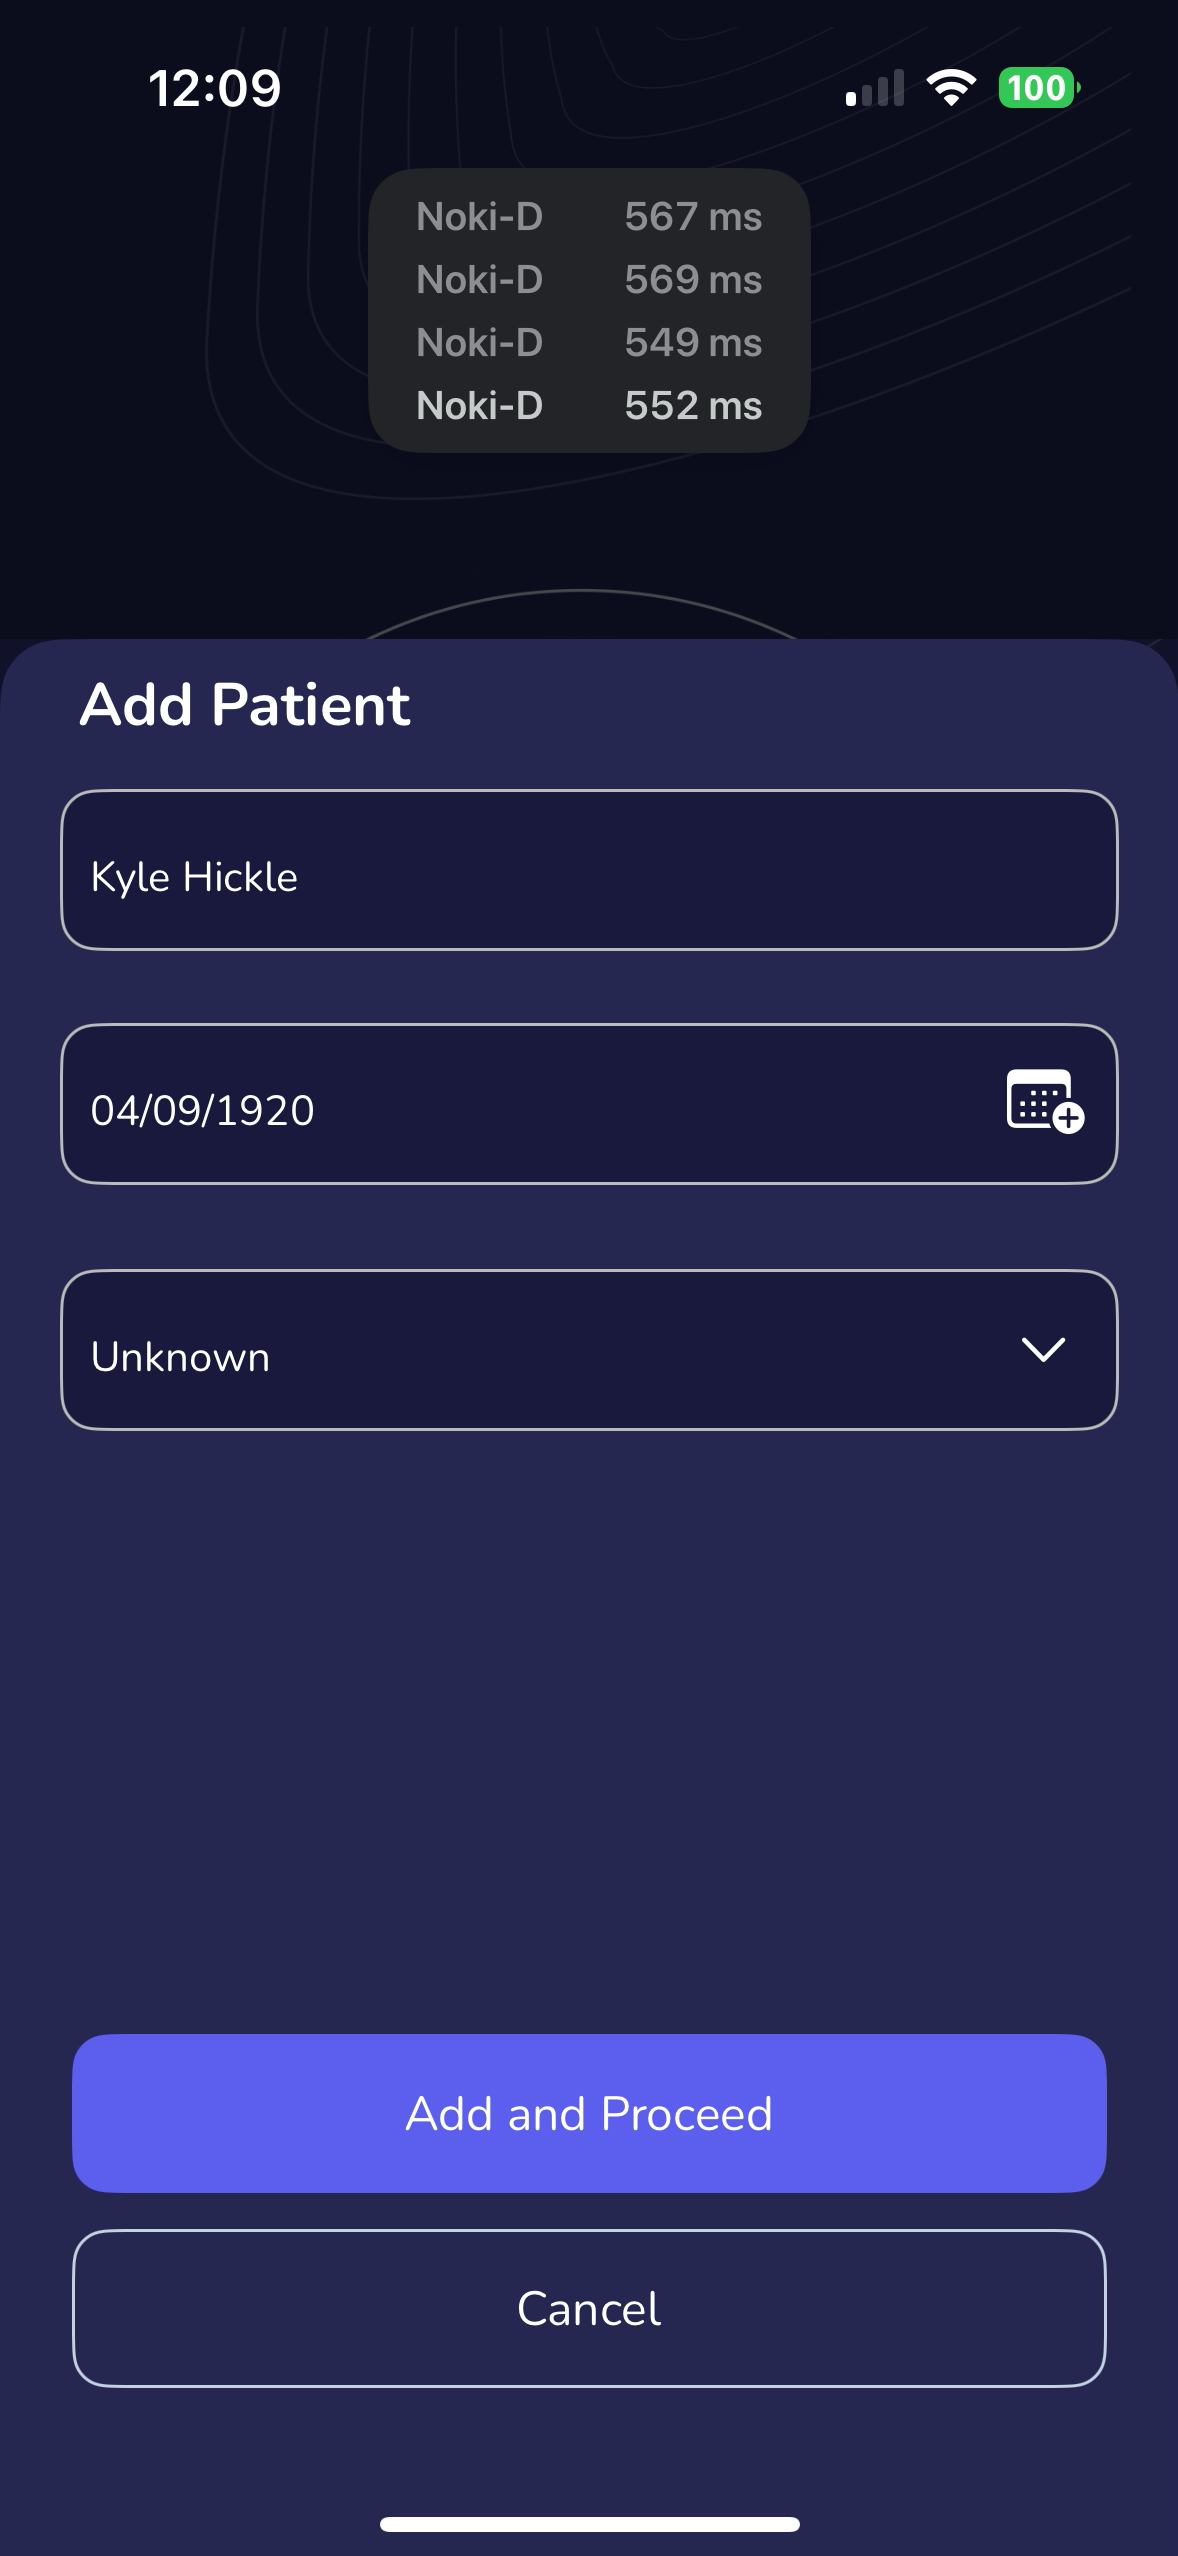 12:09
100
Noki-D 567 ms
Noki-D 569 ms
Noki-D 549 ms
Noki-D 552 ms
Add Patient
Kyle Hickle
04/09/1920
Unknown
Add and Proceed
Cancel